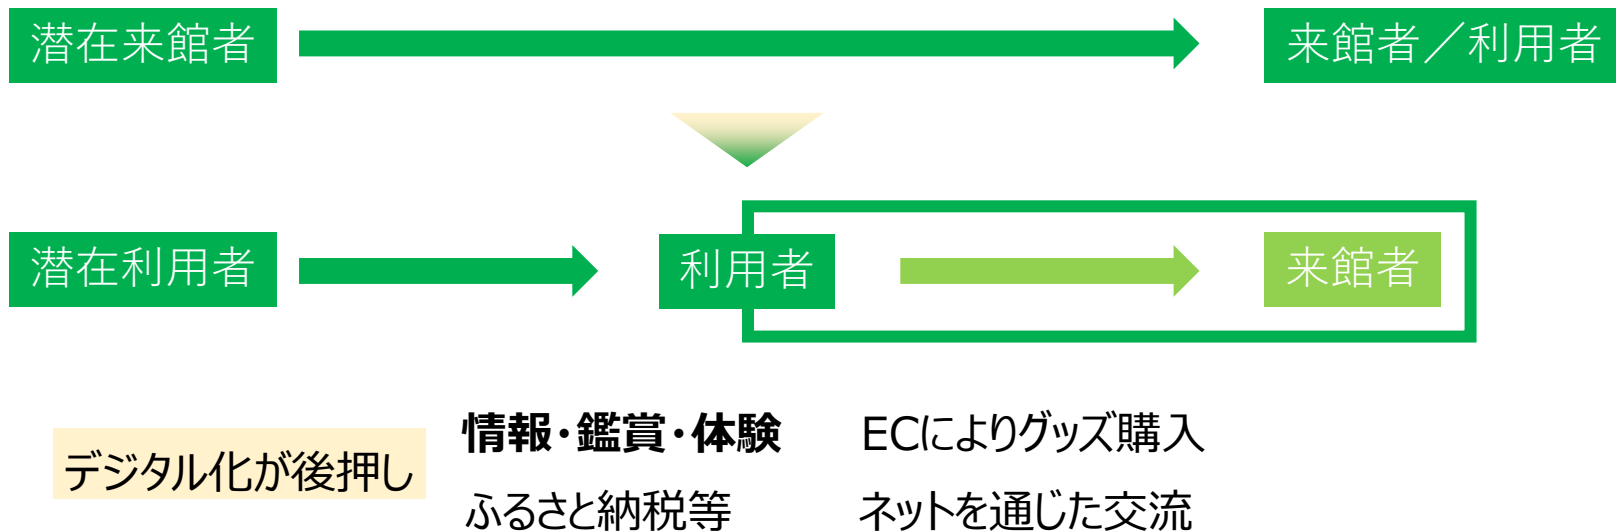 潜在来館者
来館者／利用者
潜在利用者
利用者
来館者
デジタル化が後押し
情報・鑑賞・体験
ECによりグッズ購入
ふるさと納税等
ネットを通じた交流